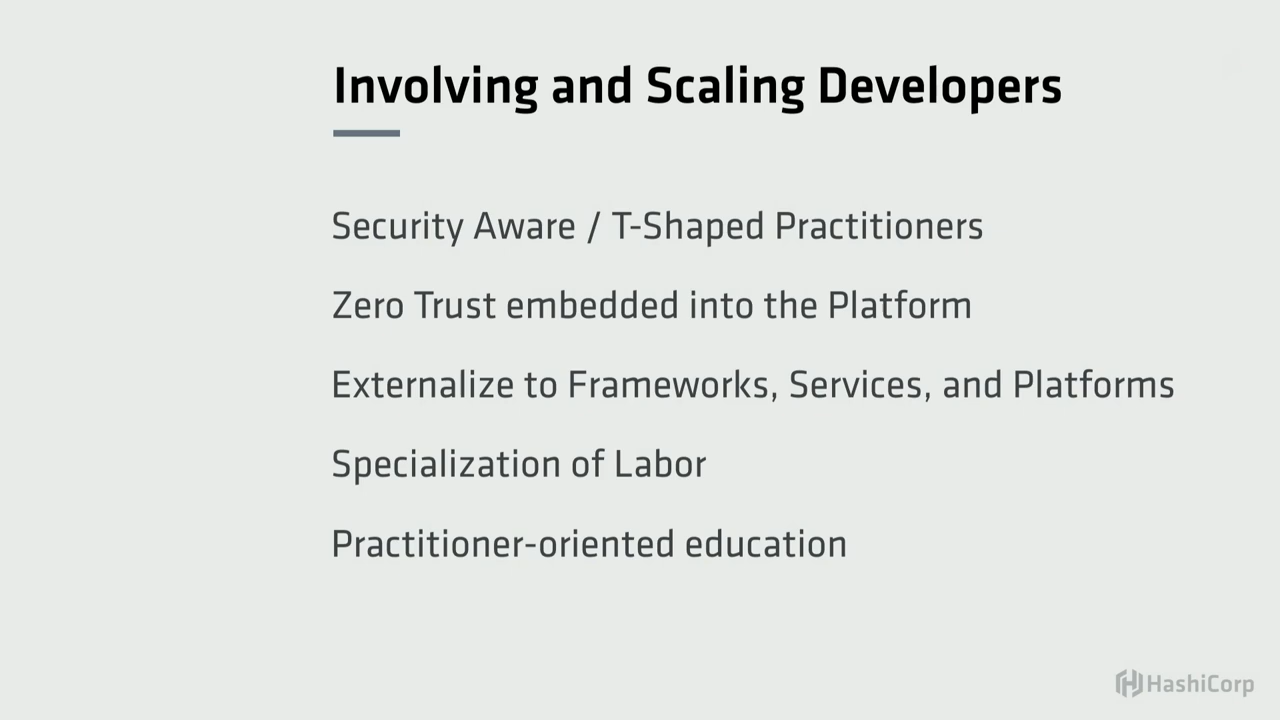 Involving and Scaling Developers
Security Aware / T-Shaped Practitioners
Zero Trust embedded into the Platform
Externalize to Frameworks, Services, and Platforms
Specialization of Labor
Practitioner-oriented education
HashiCorp